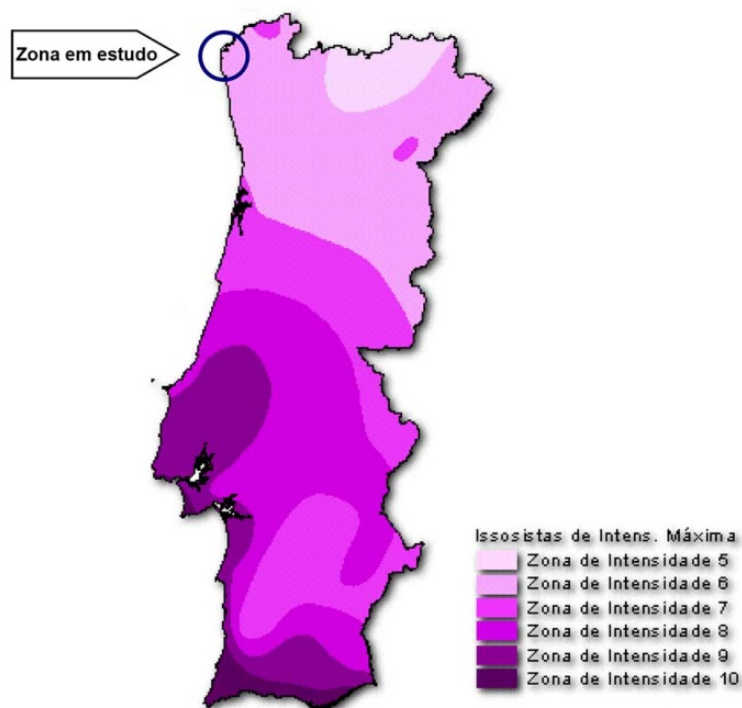 Zona em estudo
Issosistas de Intens. Máxima
Zona de Intensidade 5
Zona de Intensidade 6
Zona de Intensidade 7
Zona de Intensidade 8
Zona de Intensidade 9
Zona de Intensidade 10